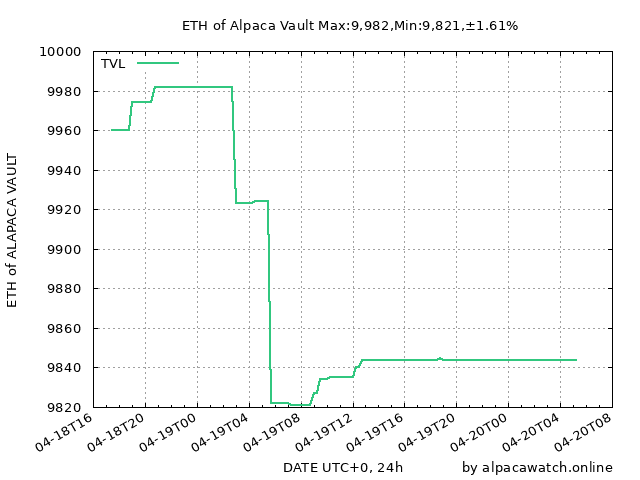 ETH of Alpaca Vault Max:9,982,Min:9,821,±1.61%
TVL
ETH of ALAPACA VAULT
10000
9980
9960
9940
9920
9900
9880
9860
9840
9820
04-18T16
04-18T20
04-19T00
04-19T04
04-19T08
04-19T12
04-19T16
04-19T20
04-20T00
04-20T04
04-20T08
DATE UTC+0, 24h
by alpacawatch.online